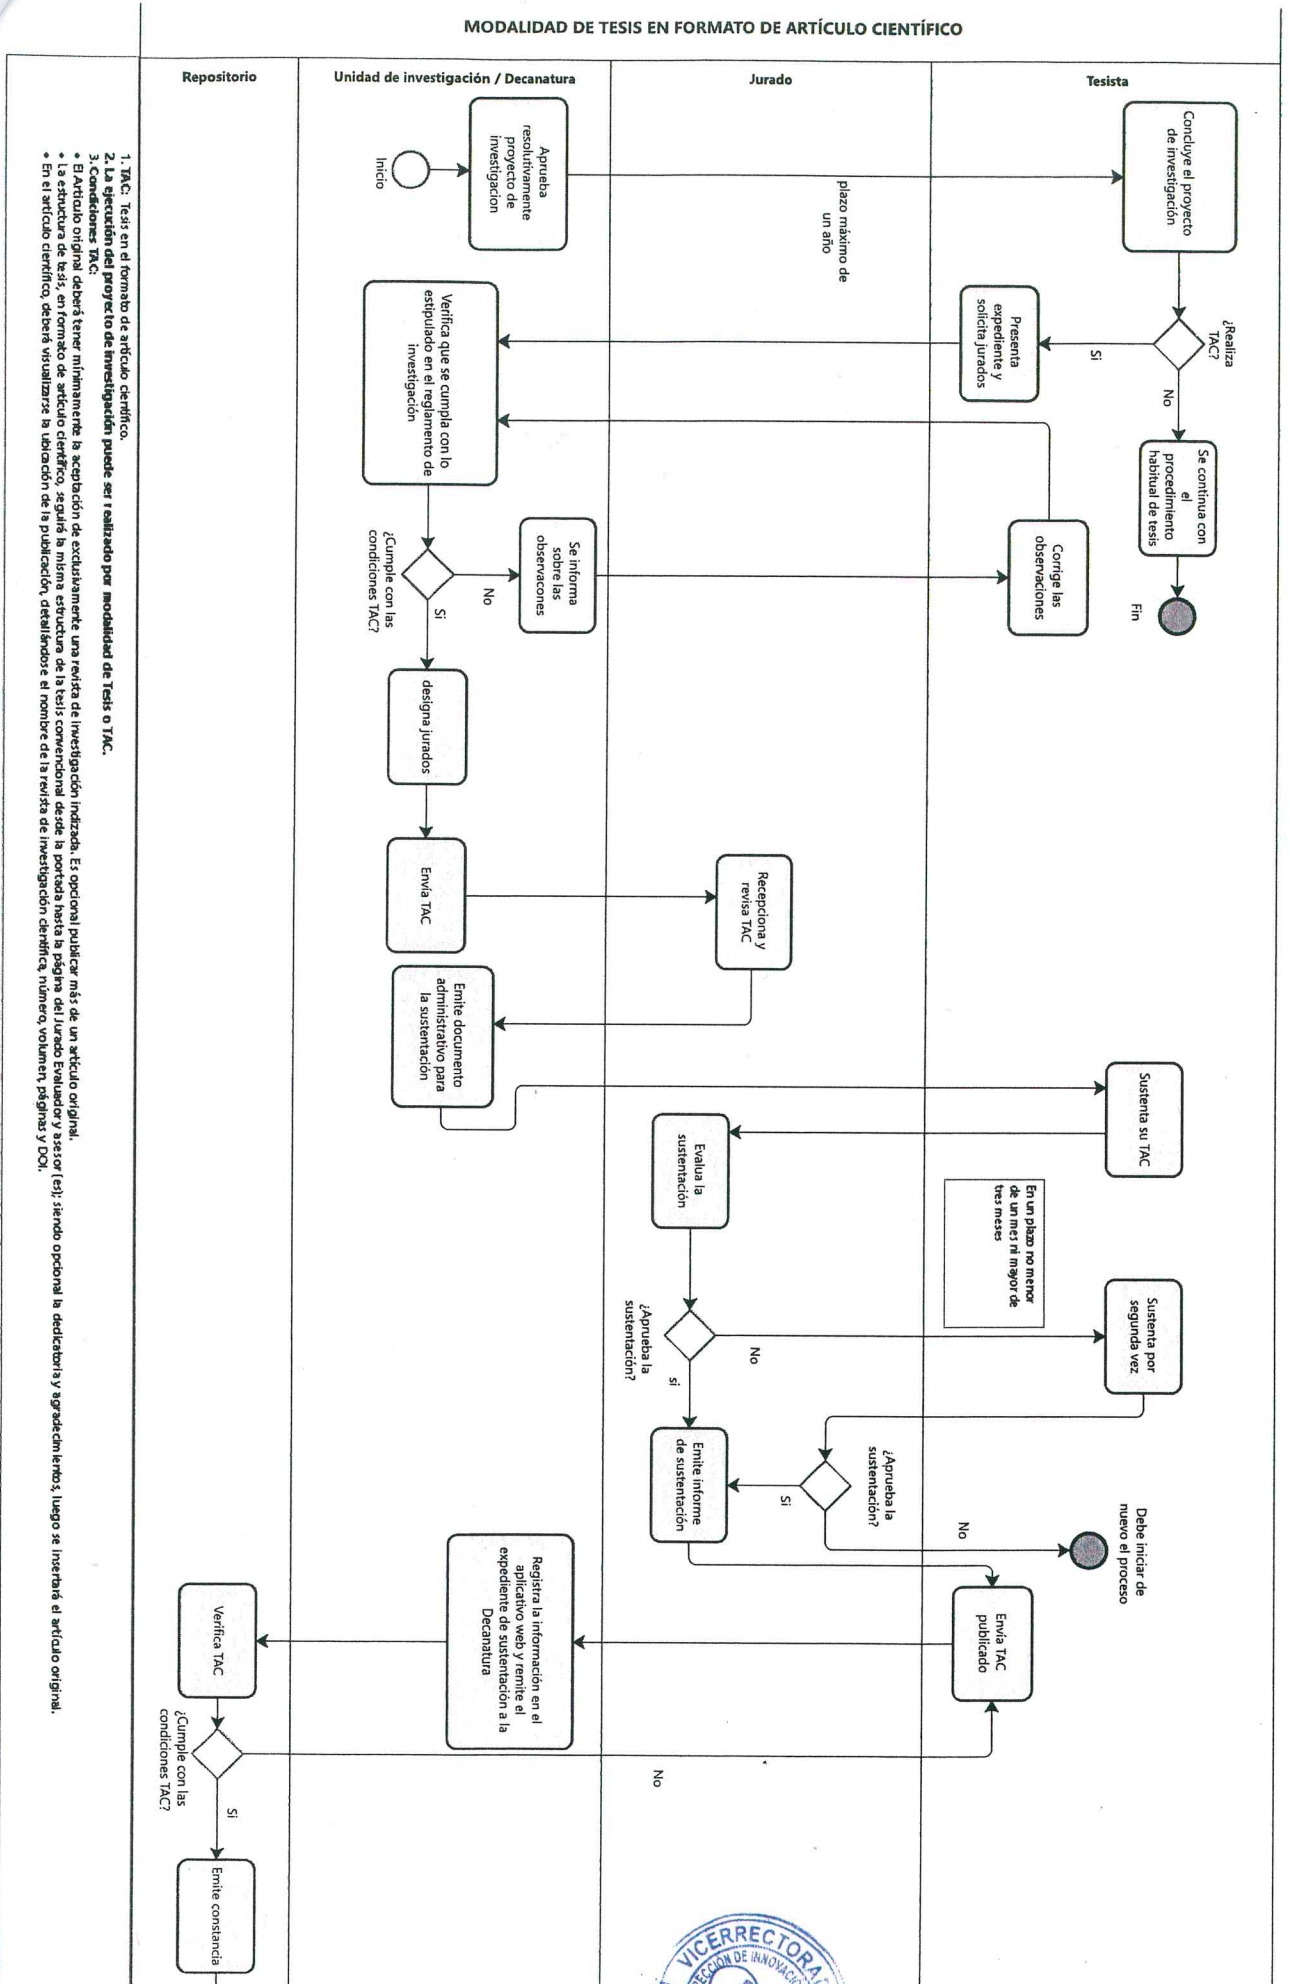 MODALIDAD DE TESIS EN FORMATO DE ARTÍCULO CIENTÍFICO
Tesista
Concluye el proyecto
de investigación
¿Realiza
TAC?
Si
No
Se continua con
el
procedimiento
habitual de tesis
Fin
Presenta
expediente y
solicita jurados
Corrige las
observaciones
Sustenta su TAC
En un plazo no menor
de un mes ni mayor de
tres meses
Sustenta por
segunda vez
Debe iniciar de
nuevo el proceso
No
Envia TAC
publicado
Jurado
plazo máximo de
un año
Recepciona y
revisa TAC
Evalua la
sustentación
¿Aprueba la
sustentación?
No
si
¿Aprueba la
sustentación?
Si
Emite informe
de sustentación
No
Unidad de investigación / Decanatura
Inicio
Aprueba
resolutivamente
proyecto de
investigacion
Verifica que se cumpla con lo
estipulado en el reglamento de
investigación
¿Cumple con las
condiciones TAC?
No
Si
Se informa
sobre las
observacones
designa jurados
Envía TAC
Emite documento
administrativo para
la sustentación
Registra la información en el
aplicativo web y remite el
expediente de sustentación a la
Decanatura
Repositorio
Verifica TAC
¿Cumple con las
condiciones TAC?
Si
Emite constancia
1. TAC: Tesis en el formato de artículo científico.
2. La ejecución del proyecto de investigación puede ser realizado por modalidad de Tesis o TAC.
3. Condiciones TAC:
• El Artículo original deberá tener mínimamente la aceptación de exclusivamente una revista de investigación indizada. Es opcional publicar más de un artículo original.
• La estructura de tesis, en formato de artículo científico, seguirá la misma estructura de la tesis convencional desde la portada hasta la página del Jurado Evaluador y asesor (es); siendo opcional la dedicatoria y agradecimientos, luego se insertará el artículo original.
• En el artículo científico, deberá visualizarse la ubicación de la publicación, detallándose el nombre de la revista de investigación científica, número, volumen, páginas y DOI.
VICERRECTORA
DE INNOVAC